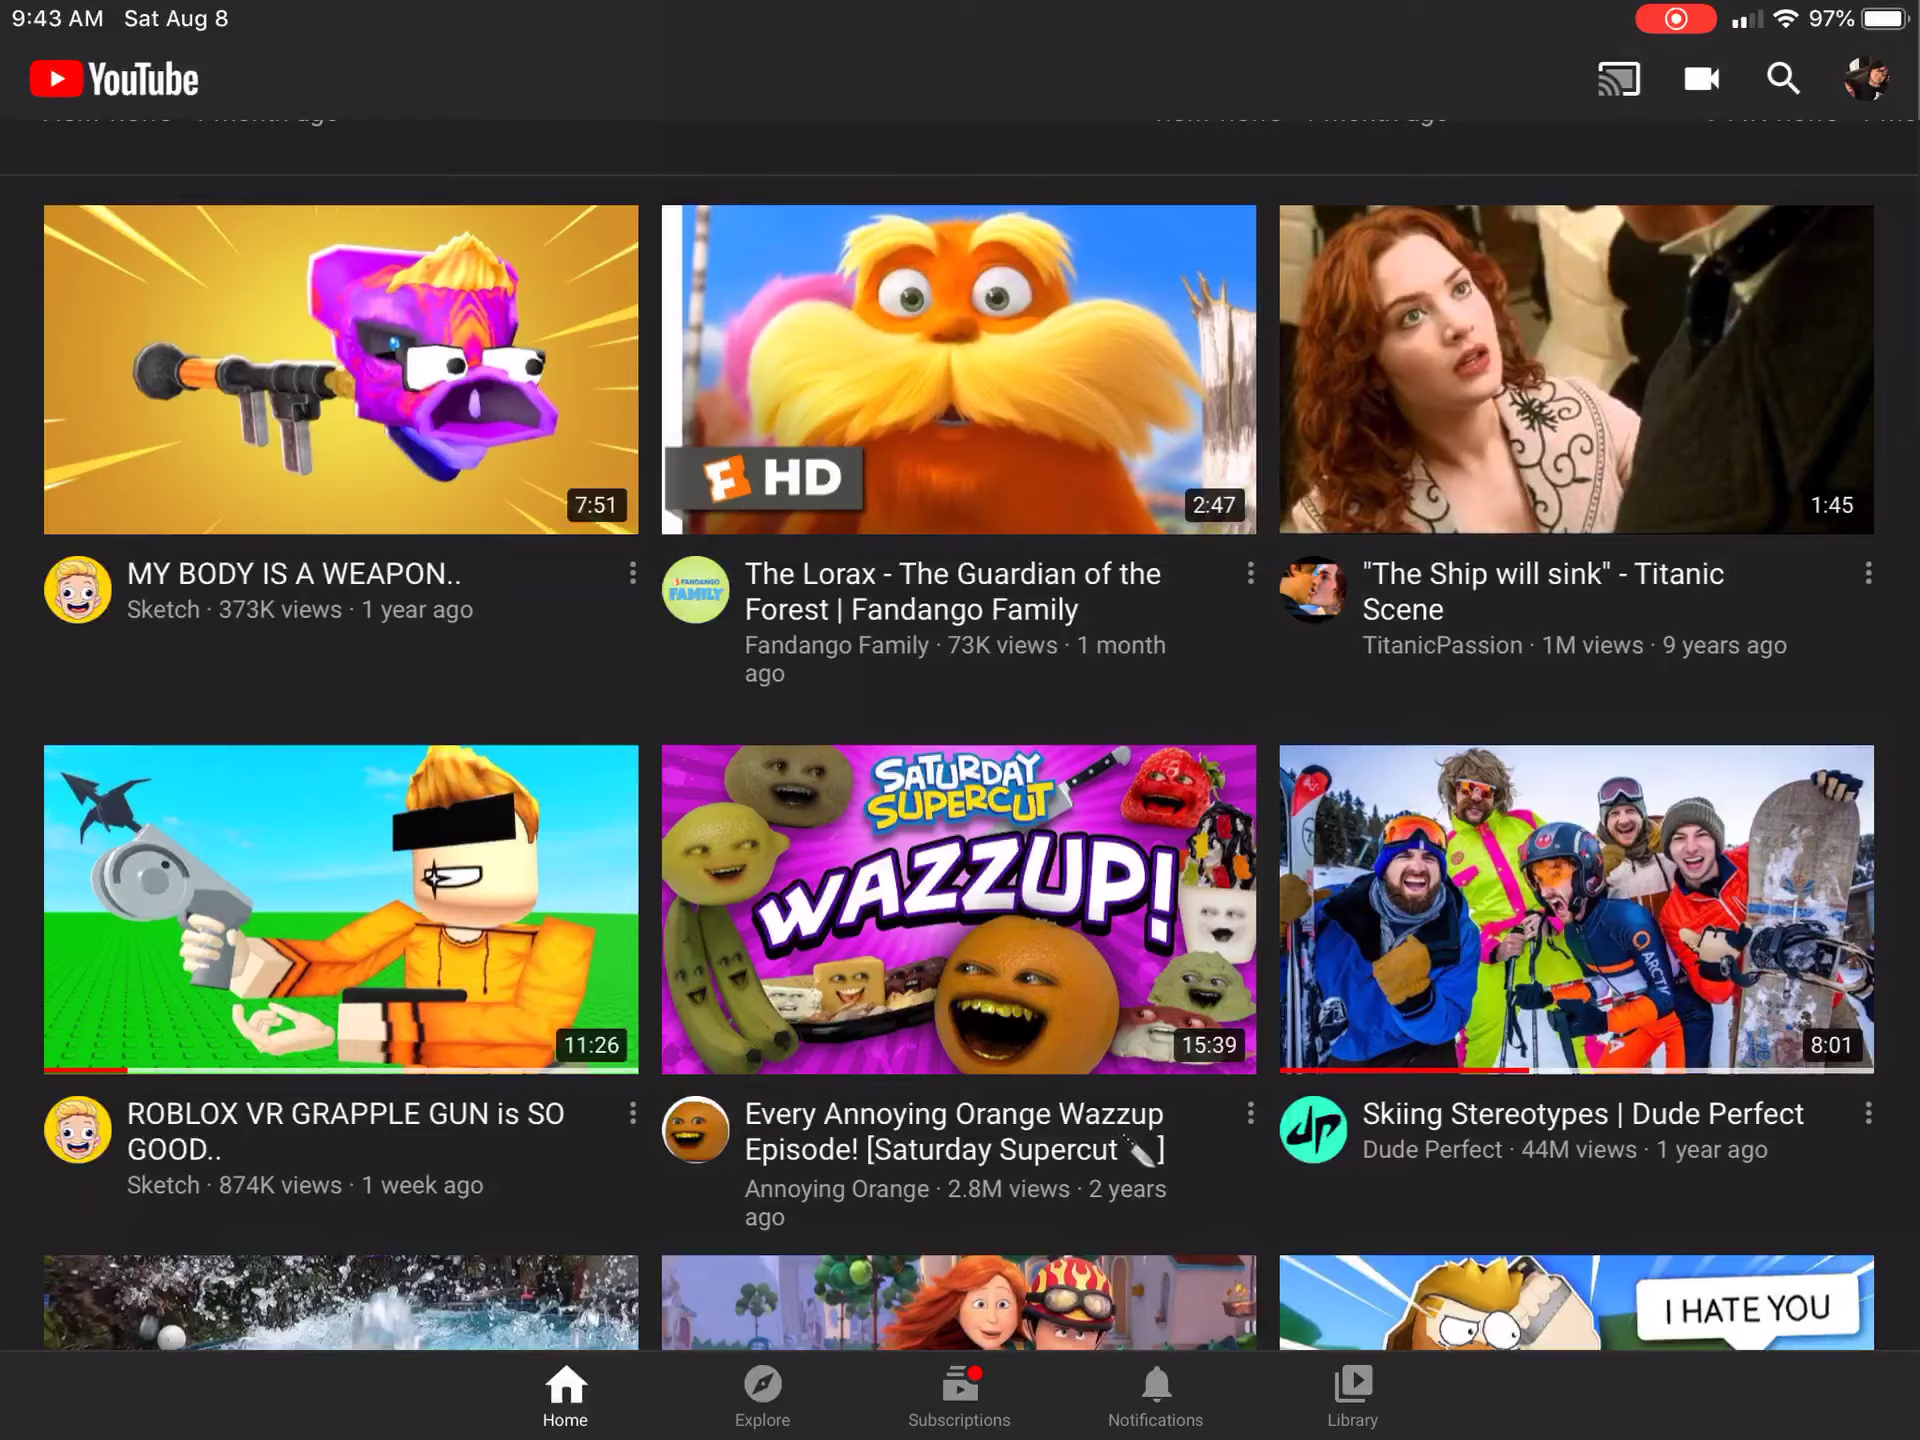 9:43 AM Sat Aug 8
97%
YouTube
HD
7:51
2:47
1:45
MY BODY IS A WEAPON..
Sketch · 373K views · 1 year ago
FANDANGO
FAMILY
The Lorax - The Guardian of the
Forest | Fandango Family
Fandango Family · 73K views · 1 month
ago
"The Ship will sink" - Titanic
Scene
TitanicPassion · 1M views · 9 years ago
11:26
SATURDAY
SUPERCUT
WAZZUP!
15:39
ARCTIC
8:01
ROBLOX VR GRAPPLE GUN is SO
GOOD..
Sketch · 874K views · 1 week ago
Every Annoying Orange Wazzup
Episode! [Saturday Supercut🔪]
Annoying Orange · 2.8M views · 2 years
ago
dp
Skiing Stereotypes | Dude Perfect
Dude Perfect · 44M views · 1 year ago
I HATE YOU
Home
Explore
Subscriptions
Notifications
Library